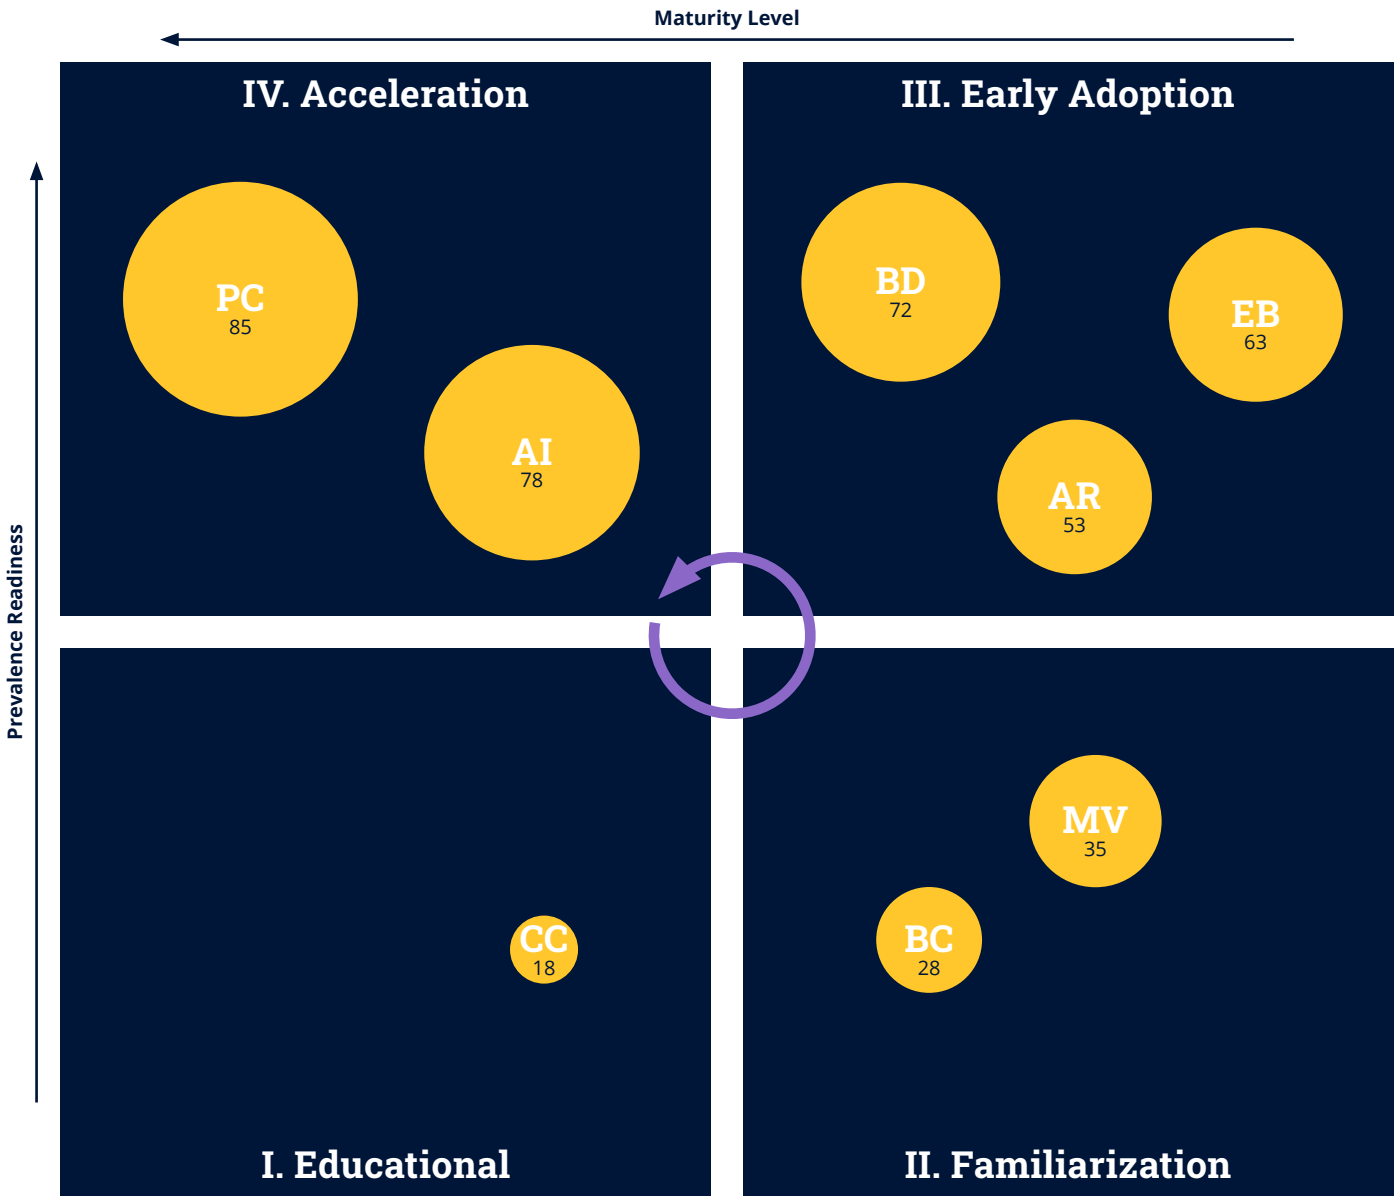 Maturity Level
Prevalence Readiness
IV. Acceleration
PC
85
AI
78
III. Early Adoption
BD
72
EB
63
AR
53
CC
18
I. Educational
MV
35
BC
28
II. Familiarization